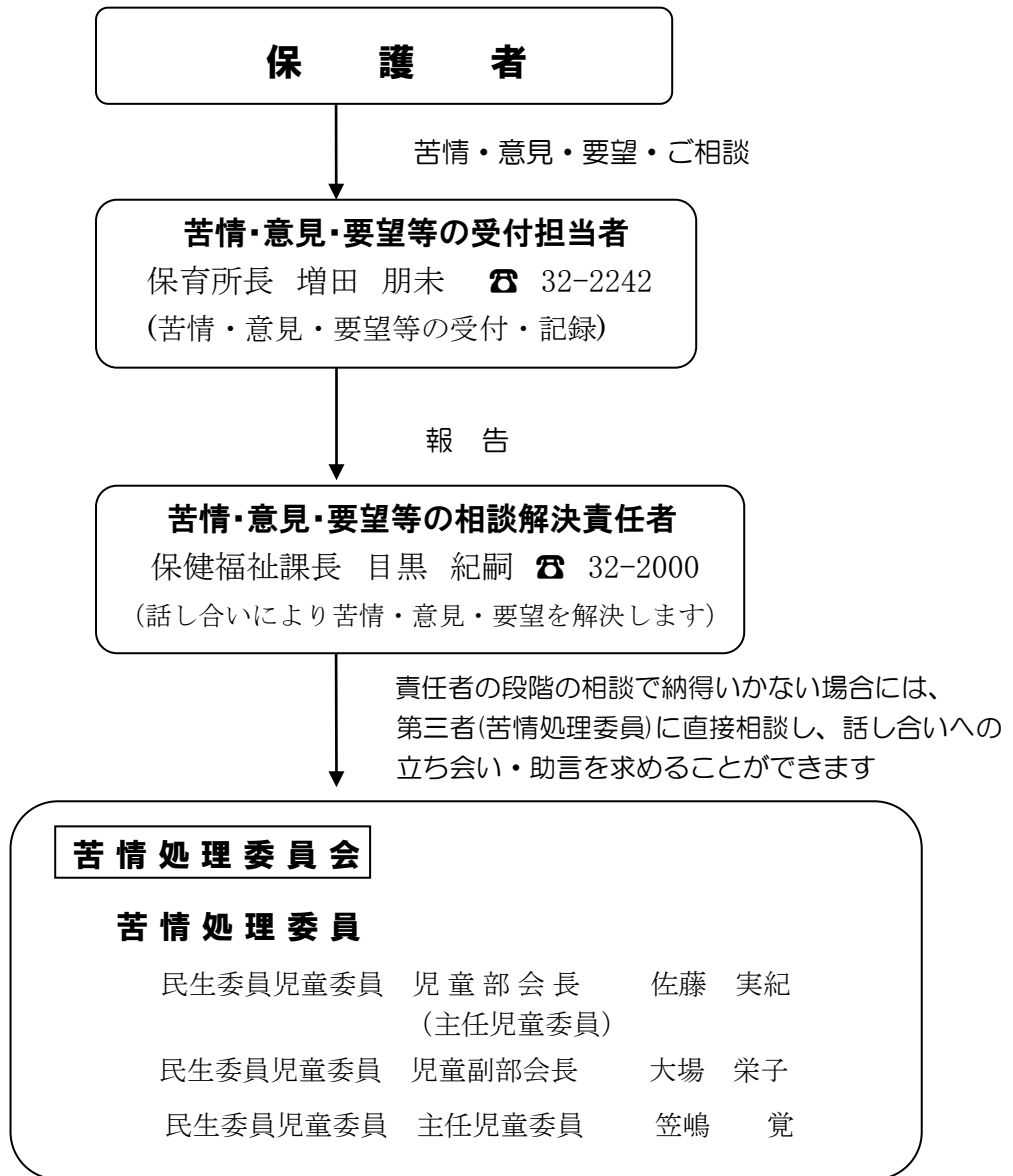 保 護 者
苦情・意見・要望・ご相談
苦情・意見・要望等の受付担当者
保育所長 増田 朋未 ☎ 32-2242
(苦情・意見・要望等の受付・記録)
報 告
苦情・意見・要望等の相談解決責任者
保健福祉課長 目黒 紀嗣 ☎ 32-2000
（話し合いにより苦情・意見・要望を解決します）
責任者の段階の相談で納得いかない場合には、
第三者(苦情処理委員)に直接相談し、話し合いへの
立ち会い・助言を求めることができます
苦情処理委員会
苦情処理委員
民生委員児童委員 児童部会長 佐藤 実紀
（主任児童委員）
民生委員児童委員 児童副部会長 大場 栄子
民生委員児童委員 主任児童委員 笠嶋 覚